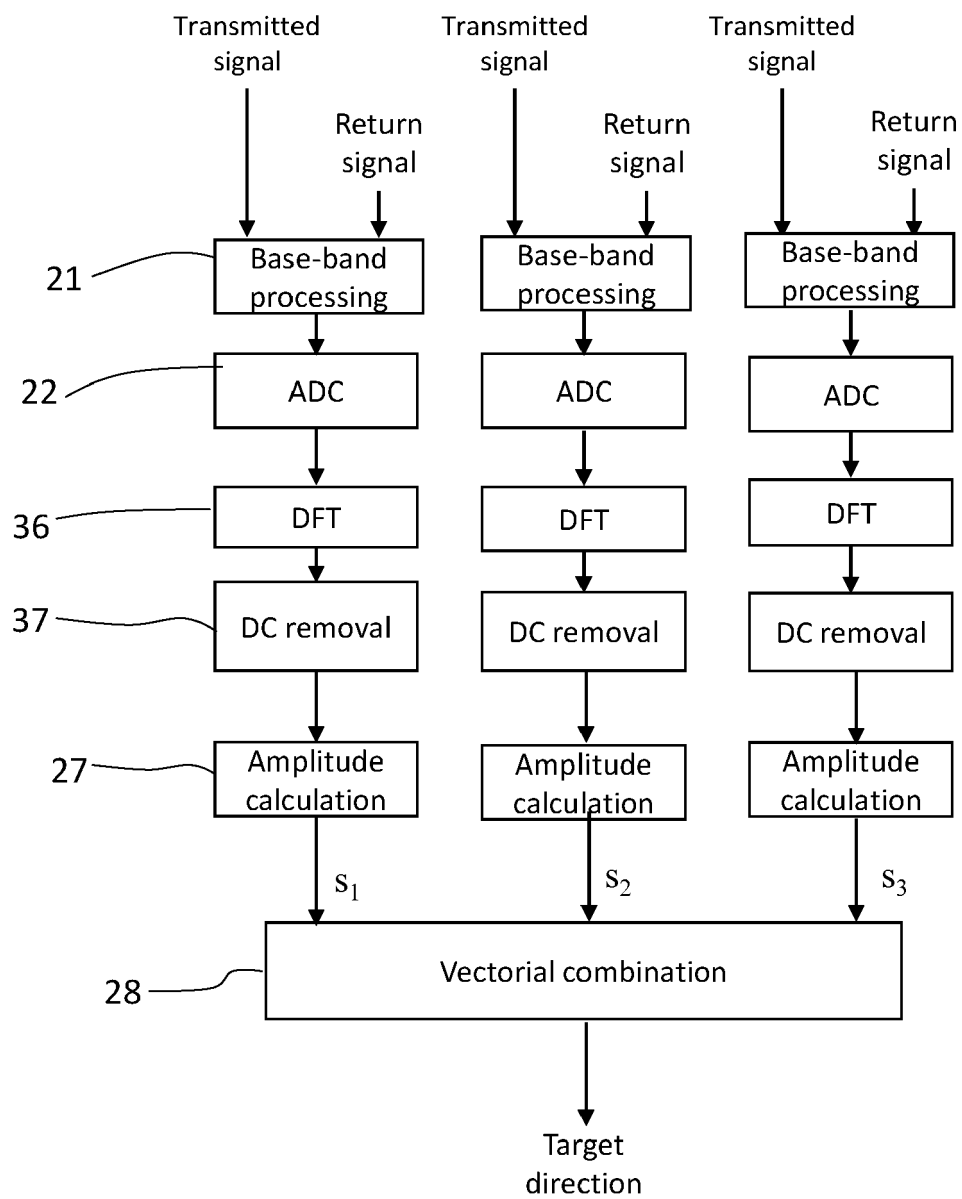 Transmitted
signal
Transmitted
signal
Transmitted
signal
Return
signal
Return
signal
Return
signal
21
Base-band
processing
Base-band
processing
Base-band
processing
22
ADC
ADC
ADC
36
DFT
DFT
DFT
37
DC removal
DC removal
DC removal
27
Amplitude
calculation
Amplitude
calculation
Amplitude
calculation
s1
s2
s3
28
Vectorial combination
Target
direction